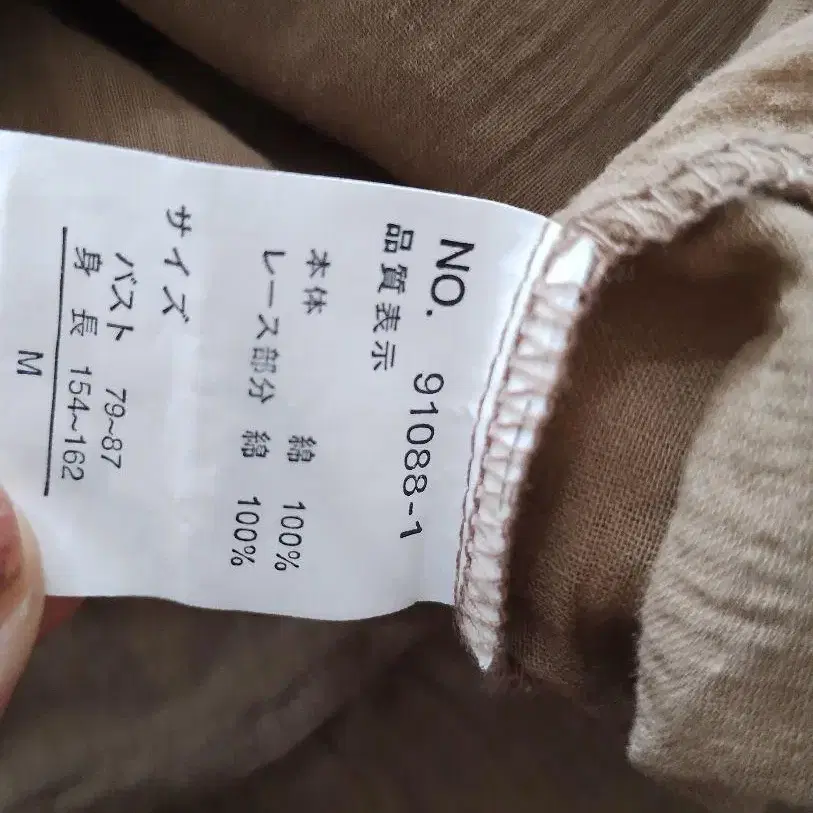 NO. 91088-1
品質表示
本体 綿 100%
レース部分 綿 100%
サイズ
バスト 79~87
身長 154~162
M